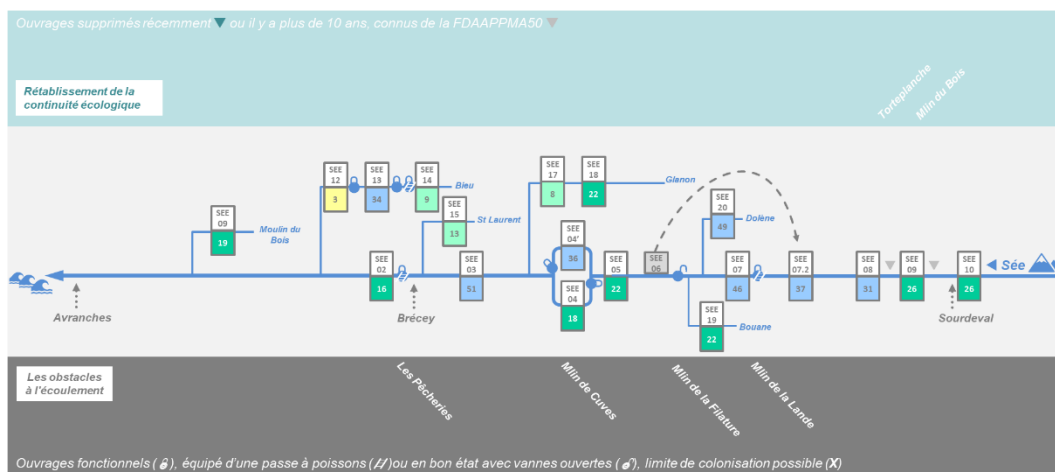 Ouvrages supprimés récemment ▼ ou il y a plus de 10 ans, connus de la FDAAPPMA50 ▼
Rétablissement de la
continuité écologique
Torteplanche
Mlin du Bois
SEE
12
3
SEE
13
34
SEE
14
9
Bieu
SEE
17
8
SEE
18
22
Glanon
SEE
09
19
Moulin du
Bois
SEE
15
13
St Laurent
SEE
04'
36
SEE
20
49
Dolène
SEE
02
16
SEE
03
51
SEE
04
18
SEE
05
22
SEE
06
SEE
07
46
SEE
07.2
37
SEE
08
31
SEE
09
26
SEE
10
26
Sée
SEE
19
22
Bouane
Avranches
Brécey
Sourdeval
Les obstacles
à l'écoulement
Les Pêcheries
Mlin de Cuves
Mlin de la Filature
Mlin de la Lande
Ouvrages fonctionnels ( ), équipé d'une passe à poissons ( ) ou en bon état avec vannes ouvertes ( ), limite de colonisation possible (X)